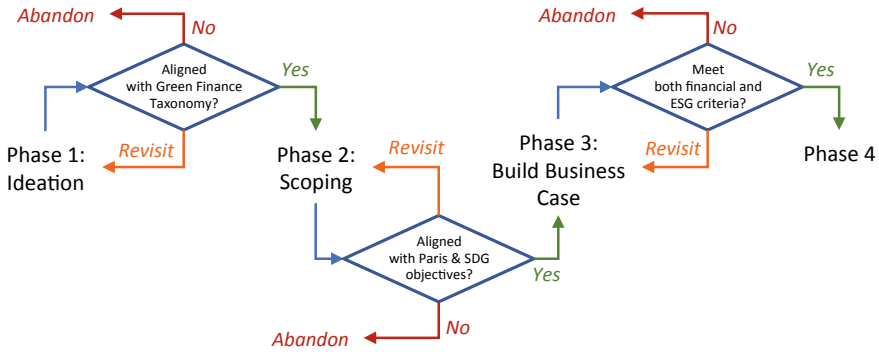 Abandon
No
Aligned
with Green Finance
Taxonomy?
Yes
Revisit
Phase 1:
Ideation
Phase 2:
Scoping
Revisit
Aligned
with Paris & SDG
objectives?
Yes
Abandon
No
Phase 3:
Build Business
Case
Abandon
No
Meet
both financial and
ESG criteria?
Yes
Revisit
Phase 4